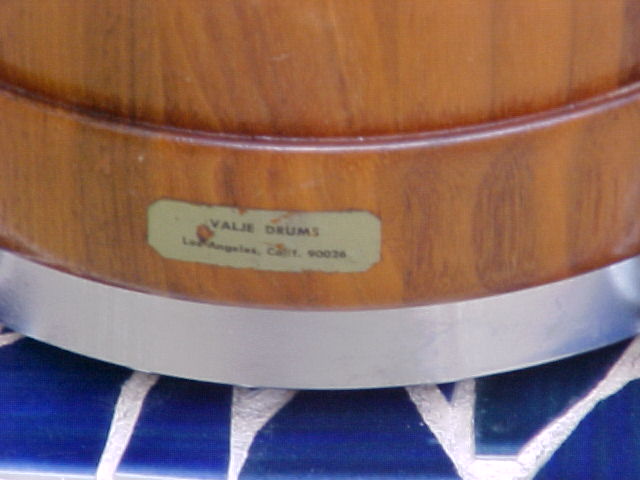 VALJE DRUMS
Los Angeles, Calif. 90026